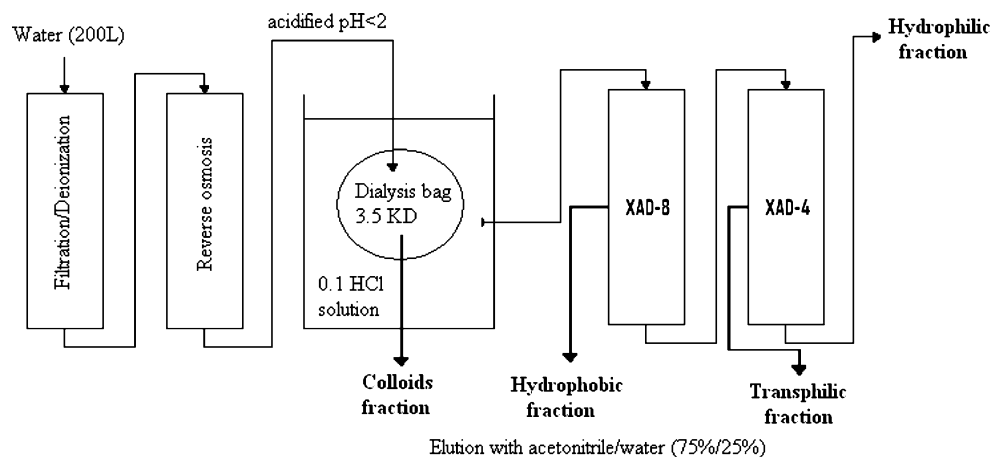 Water (200L)
Filtration/Deionization
Reverse osmosis
acidified pH<2
Dialysis bag
3.5 KD
0.1 HCl
solution
Colloids
fraction
XAD-8
Hydrophobic
fraction
XAD-4
Transphilic
fraction
Hydrophilic
fraction
Elution with acetonitrile/water (75%/25%)